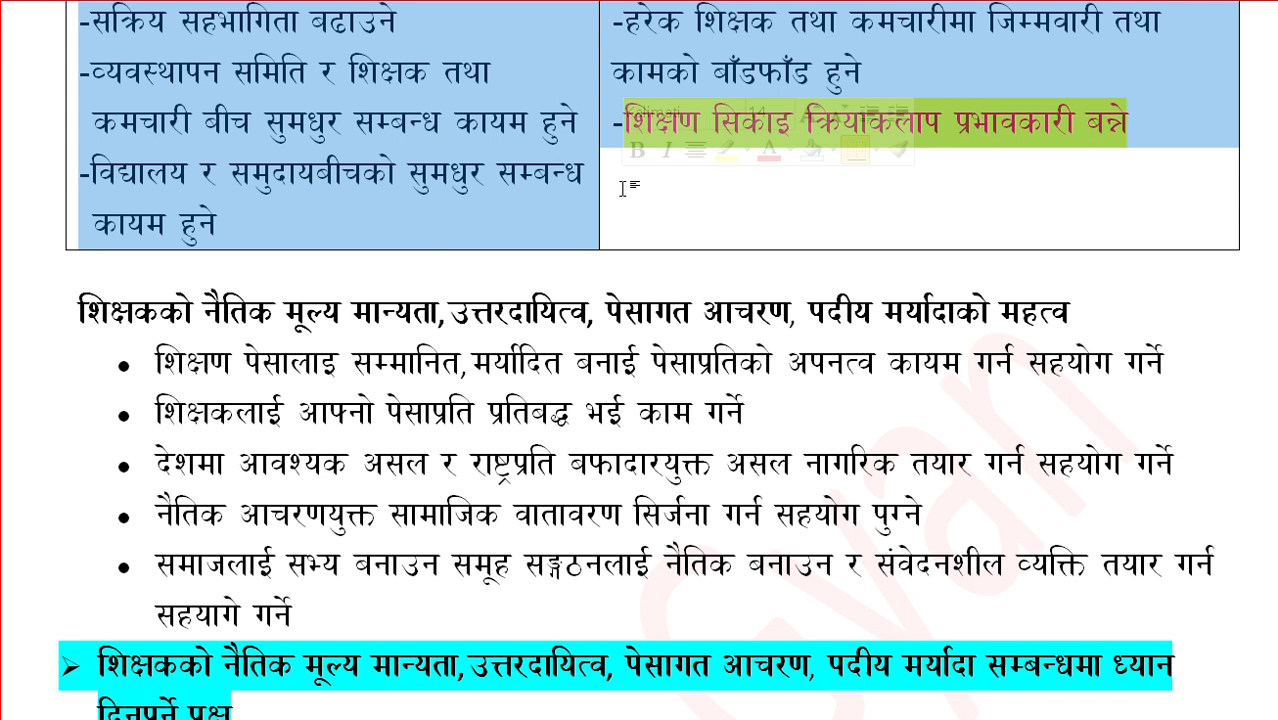 -सक्रिय सहभागिता बढाउने
-व्यवस्थापन समिति र शिक्षक तथा
कमचारी बीच सुमधुर सम्बन्ध कायम हुने
-विद्यालय र समुदायबीचको सुमधुर सम्बन्ध
कायम हुने
-हरेक शिक्षक तथा कमचारीमा जिम्मवारी तथा
कामको बाँडफाँड हुने
-शिक्षण सिकाइ क्रियाकलाप प्रभावकारी बन्ने
शिक्षकको नैतिक मूल्य मान्यता,उत्तरदायित्व, पेसागत आचरण, पदीय मर्यादाको महत्व
• शिक्षण पेसालाइ सम्मानित,मर्यादित बनाई पेसाप्रतिको अपनत्व कायम गर्न सहयोग गर्ने
• शिक्षकलाई आफ्नो पेसाप्रति प्रतिबद्ध भई काम गर्ने
• देशमा आवश्यक असल र राष्ट्रप्रति बफादारयुक्त असल नागरिक तयार गर्न सहयोग गर्ने
• नैतिक आचरणयुक्त सामाजिक वातावरण सिर्जना गर्न सहयोग पुग्ने
• समाजलाई सभ्य बनाउन समूह सङ्गठनलाई नैतिक बनाउन र संवेदनशील व्यक्ति तयार गर्न
सहयागे गर्ने
➢ शिक्षकको नैतिक मूल्य मान्यता,उत्तरदायित्व, पेसागत आचरण, पदीय मर्यादा सम्बन्धमा ध्यान
दिनुपर्ने पक्ष
Gyan